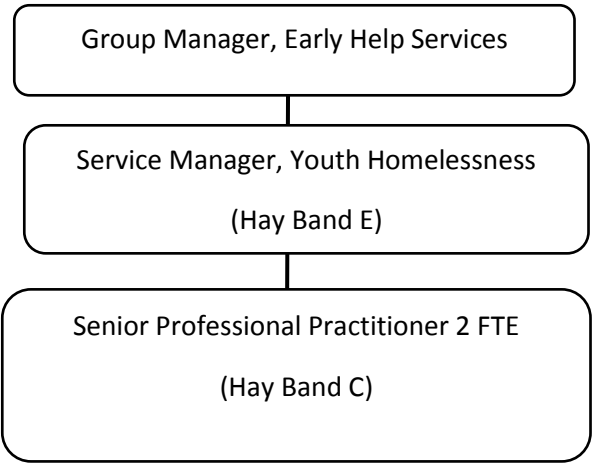 Group Manager, Early Help Services
Service Manager, Youth Homelessness
(Hay Band E)
Senior Professional Practitioner 2 FTE
(Hay Band C)